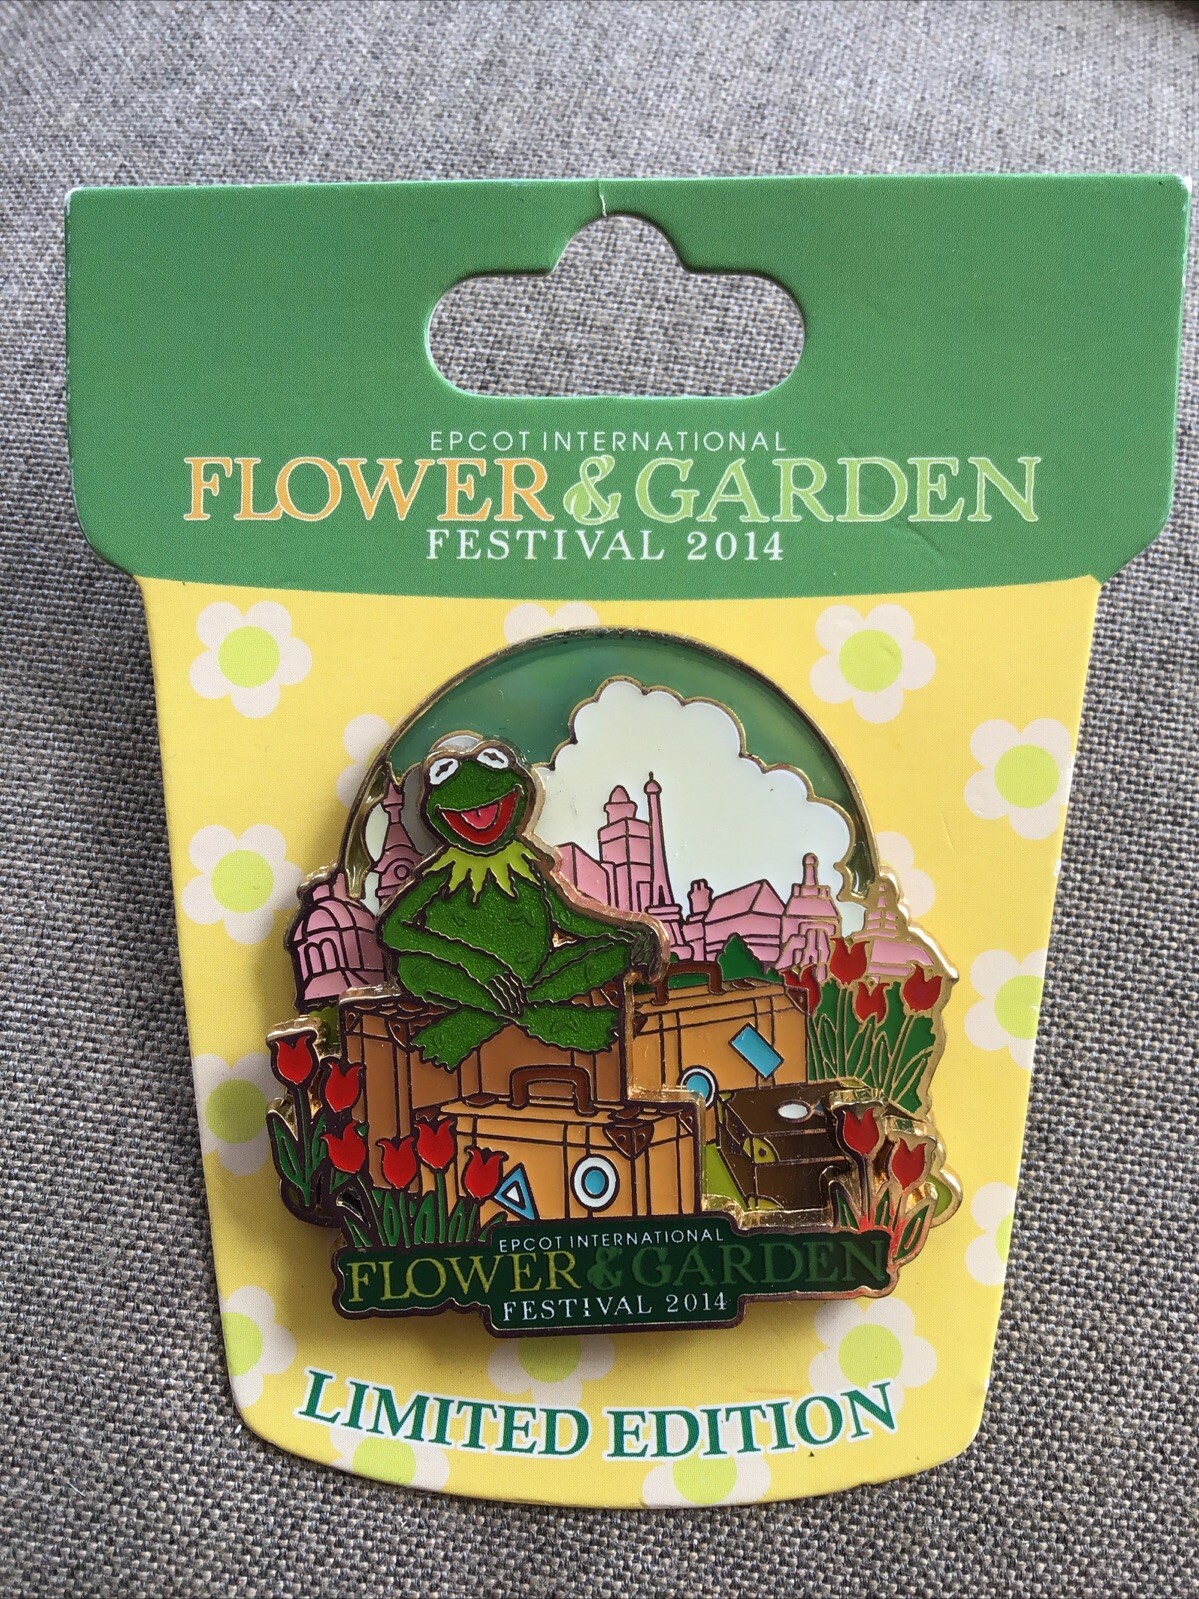 EPCOT INTERNATIONAL
FLOWER & GARDEN
FESTIVAL 2014
EPCOT INTERNATIONAL
FLOWER & GARDEN
FESTIVAL 2014
LIMITED EDITION